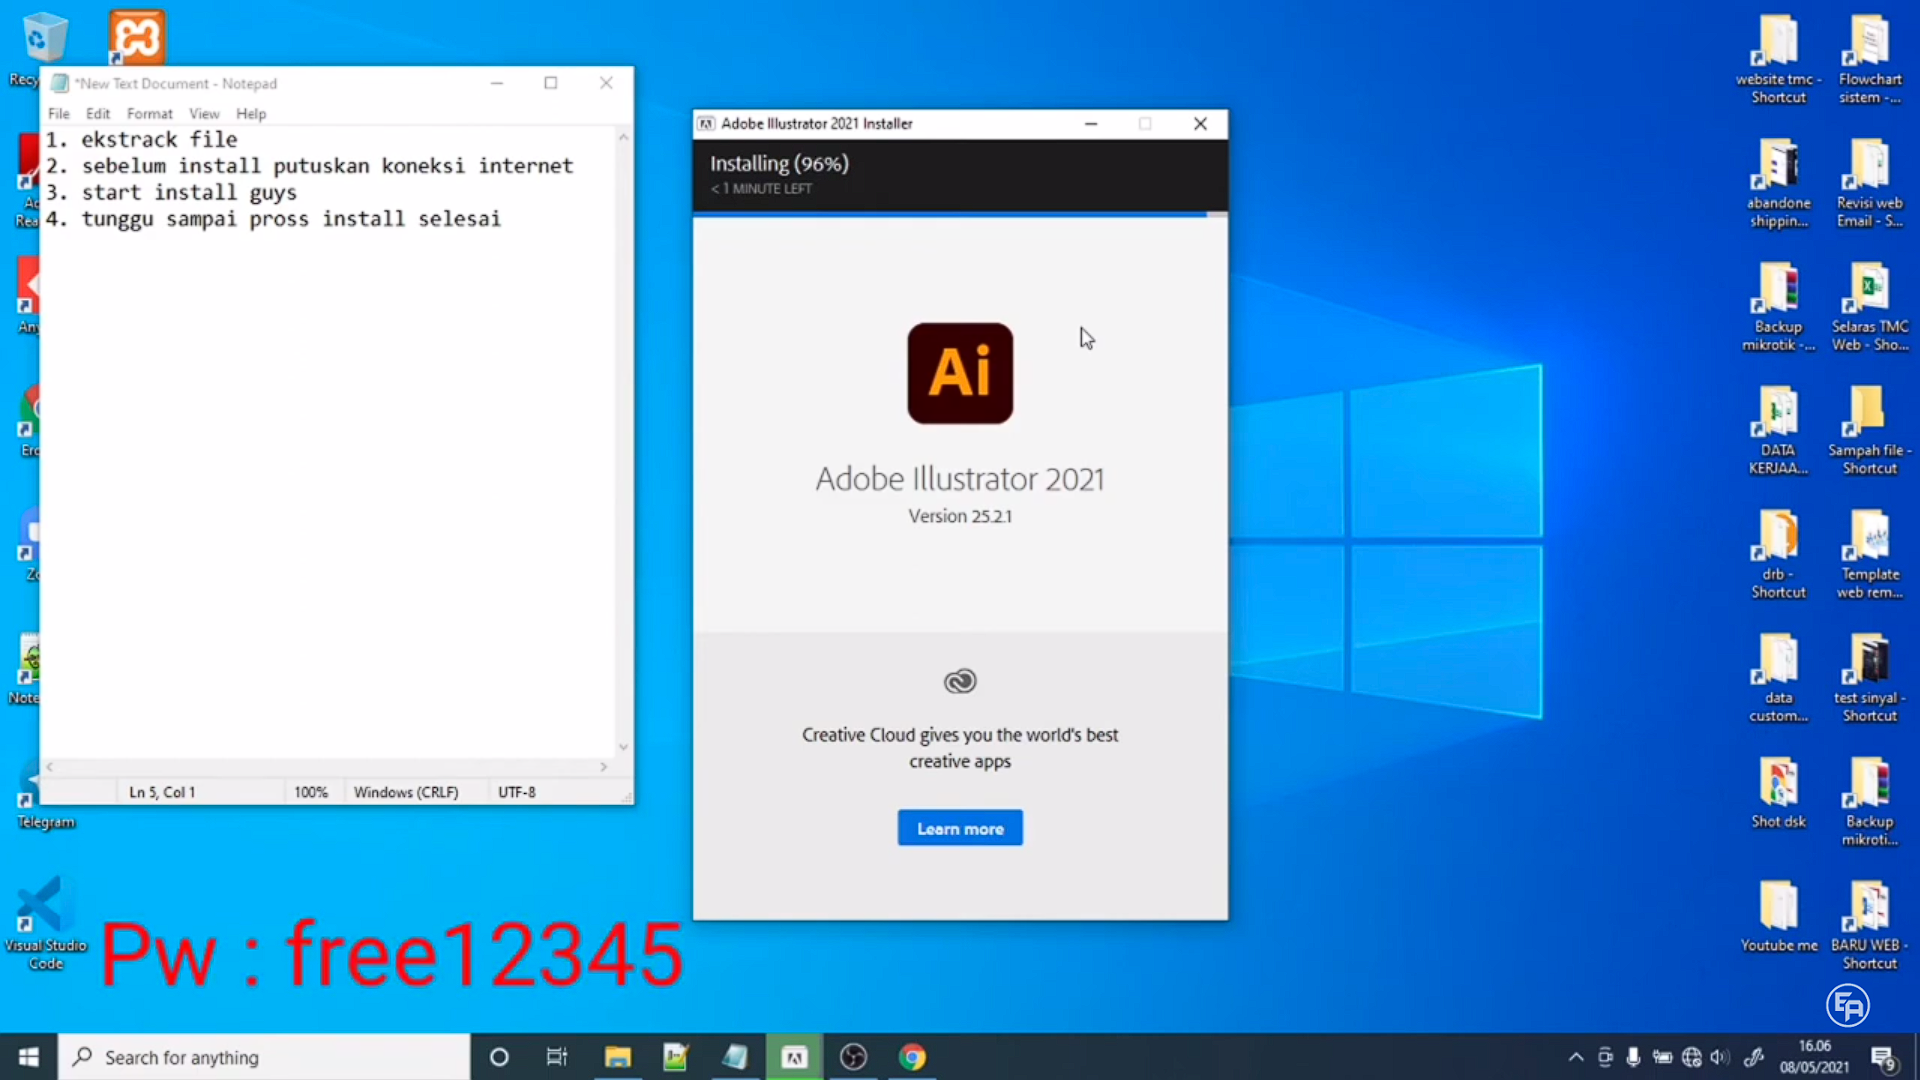 Recy
*New Text Document - Notepad
File Edit Format View Help
1. ekstrack file
2. sebelum install putuskan koneksi internet
3. start install guys
4. tunggu sampai pross install selesai
Ln 5, Col 1 100% Windows (CRLF) UTF-8
Rea
Any
Note
Telegram
Visual Studio
Code
Adobe Illustrator 2021 Installer
Installing (96%)
< 1 MINUTE LEFT
Ai
Adobe Illustrator 2021
Version 25.2.1
Creative Cloud gives you the world's best
creative apps
Learn more
Pw : free12345
website tmc -
Shortcut
Flowchart
sistem -...
abandone
shippin...
Revisi web
Email - S...
Backup
mikrotik -...
Selaras TMC
Web - Sho...
DATA
KERJAA...
Sampah file -
Shortcut
drb -
Shortcut
Template
web rem...
data
custom...
test sinyal -
Shortcut
Shot dsk
Backup
mikroti...
Youtube me
BARU WEB -
Shortcut
EA
Search for anything
16.06
08/05/2021
9